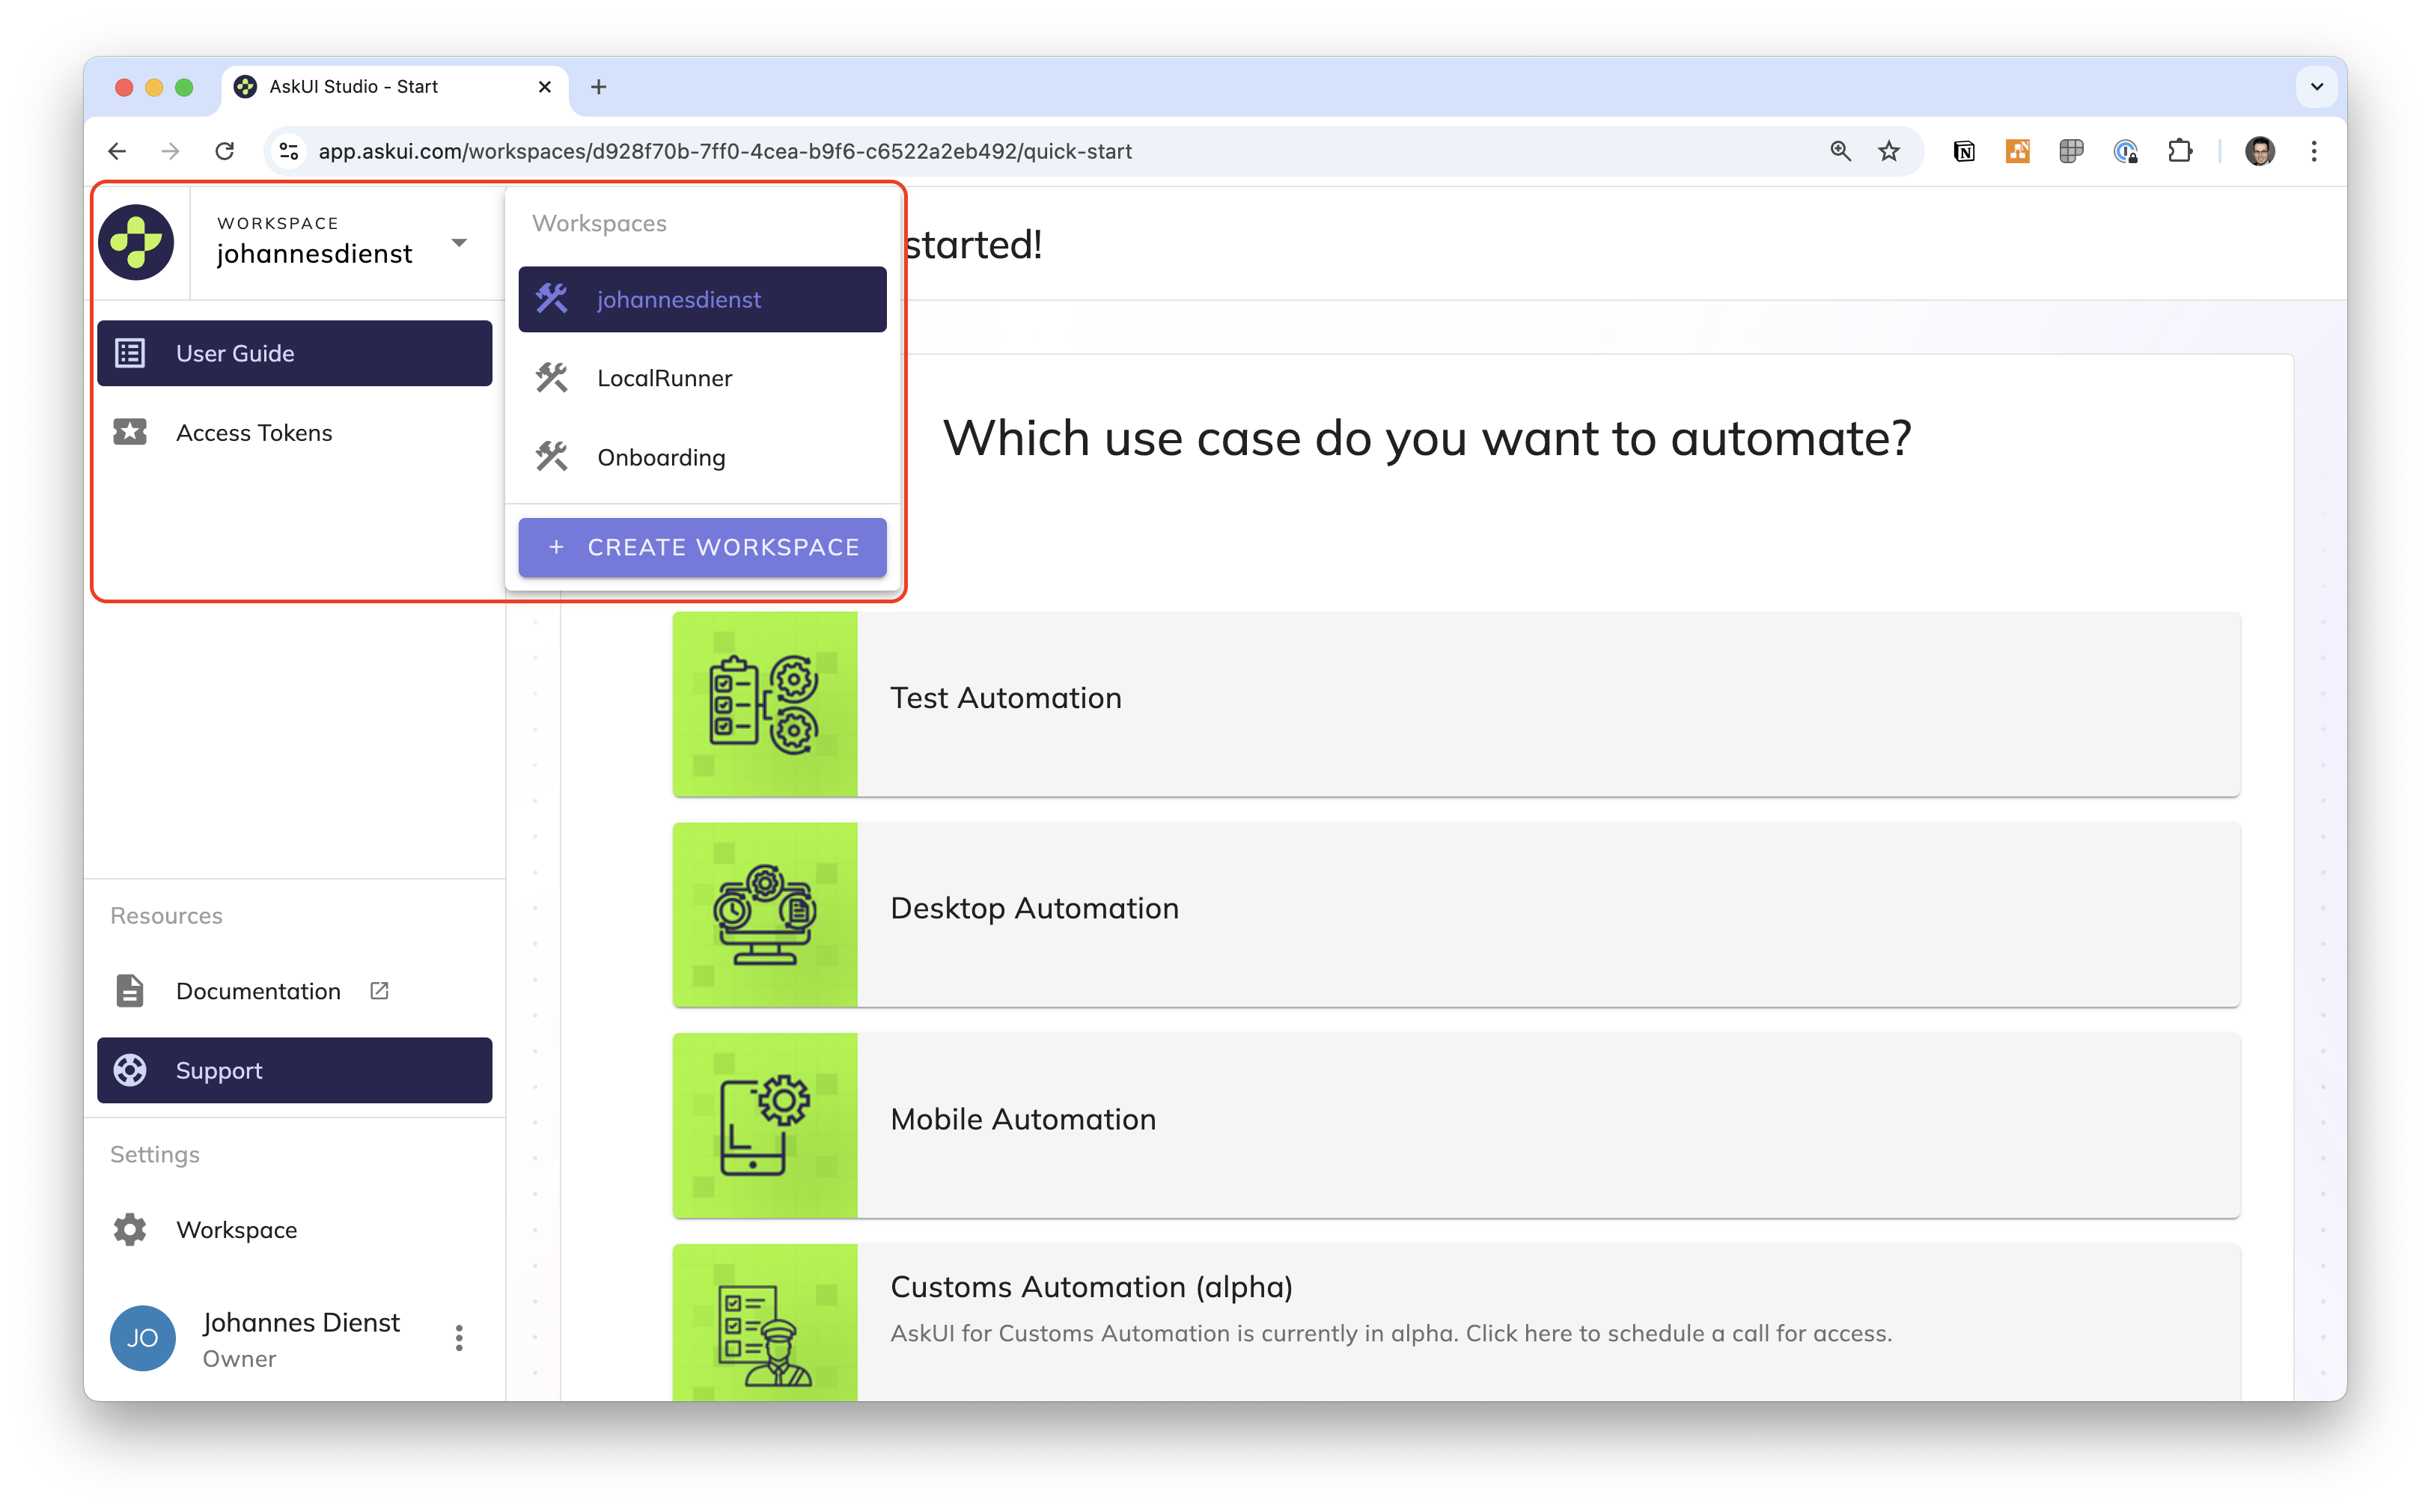 AskUI Studio - Start
app.askui.com/workspaces/d928f70b-7ff0-4cea-b9f6-c6522a2eb492/quick-start
WORKSPACE
johannesdienst
Workspaces
johannesdienst
LocalRunner
Onboarding
+ CREATE WORKSPACE
started!
User Guide
Access Tokens
Which use case do you want to automate?
Test Automation
Desktop Automation
Mobile Automation
Customs Automation (alpha)
AskUI for Customs Automation is currently in alpha. Click here to schedule a call for access.
Resources
Documentation
Support
Settings
Workspace
JO
Johannes Dienst
Owner